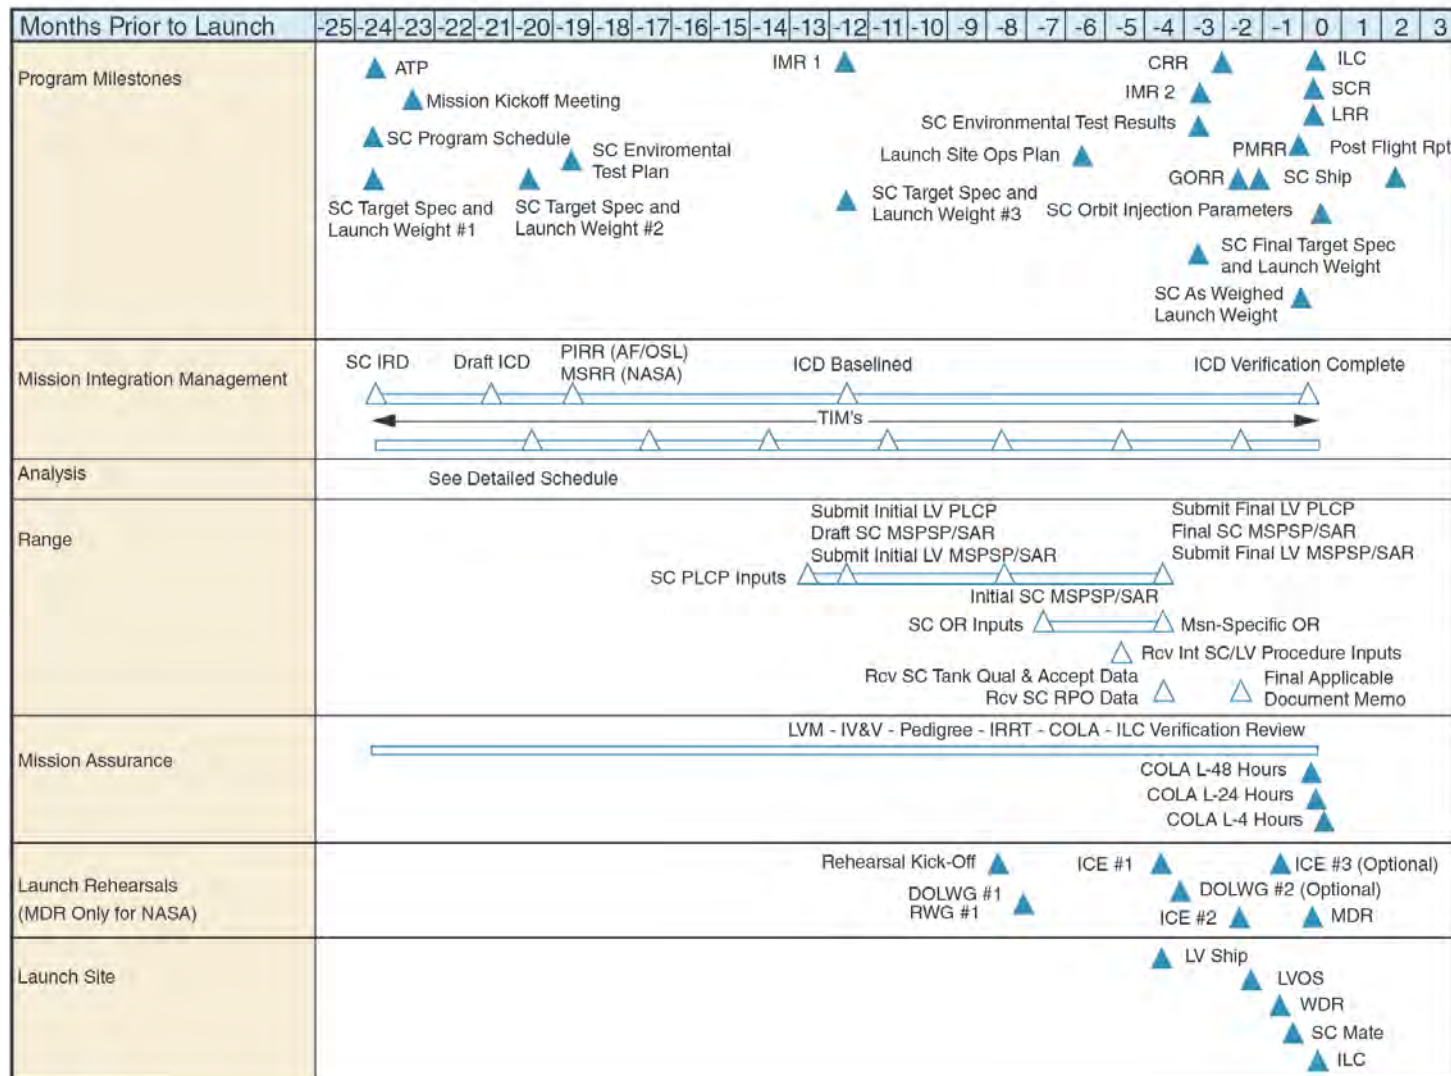 Months Prior to Launch -25 -24 -23 -22 -21 -20 -19 -18 -17 -16 -15 -14 -13 -12 -11 -10 -9 -8 -7 -6 -5 -4 -3 -2 -1 0 1 2 3
Program Milestones
ATP
IMR 1
CRR
ILC
Mission Kickoff Meeting
IMR 2
SCR
SC Environmental Test Results
LRR
SC Program Schedule
SC Enviromental
Test Plan
Launch Site Ops Plan
PMRR
Post Flight Rpt
GORR
SC Ship
SC Target Spec and
Launch Weight #1
SC Target Spec and
Launch Weight #2
SC Target Spec and
Launch Weight #3
SC Orbit Injection Parameters
SC Final Target Spec
and Launch Weight
SC As Weighed
Launch Weight
Mission Integration Management
SC IRD
Draft ICD
PIRR (AF/OSL)
MSRR (NASA)
ICD Baselined
ICD Verification Complete
TIM's
Analysis
See Detailed Schedule
Range
Submit Initial LV PLCP
Draft SC MSPSP/SAR
Submit Initial LV MSPSP/SAR
Submit Final LV PLCP
Final SC MSPSP/SAR
Submit Final LV MSPSP/SAR
SC PLCP Inputs
Initial SC MSPSP/SAR
SC OR Inputs
Msn-Specific OR
Rcv Int SC/LV Procedure Inputs
Rcv SC Tank Qual & Accept Data
Rcv SC RPO Data
Final Applicable
Document Memo
Mission Assurance
LVM - IV&V - Pedigree - IRRT - COLA - ILC Verification Review
COLA L-48 Hours
COLA L-24 Hours
COLA L-4 Hours
Launch Rehearsals
(MDR Only for NASA)
Rehearsal Kick-Off
ICE #1
ICE #3 (Optional)
DOLWG #1
RWG #1
DOLWG #2 (Optional)
ICE #2
MDR
Launch Site
LV Ship
LVOS
WDR
SC Mate
ILC